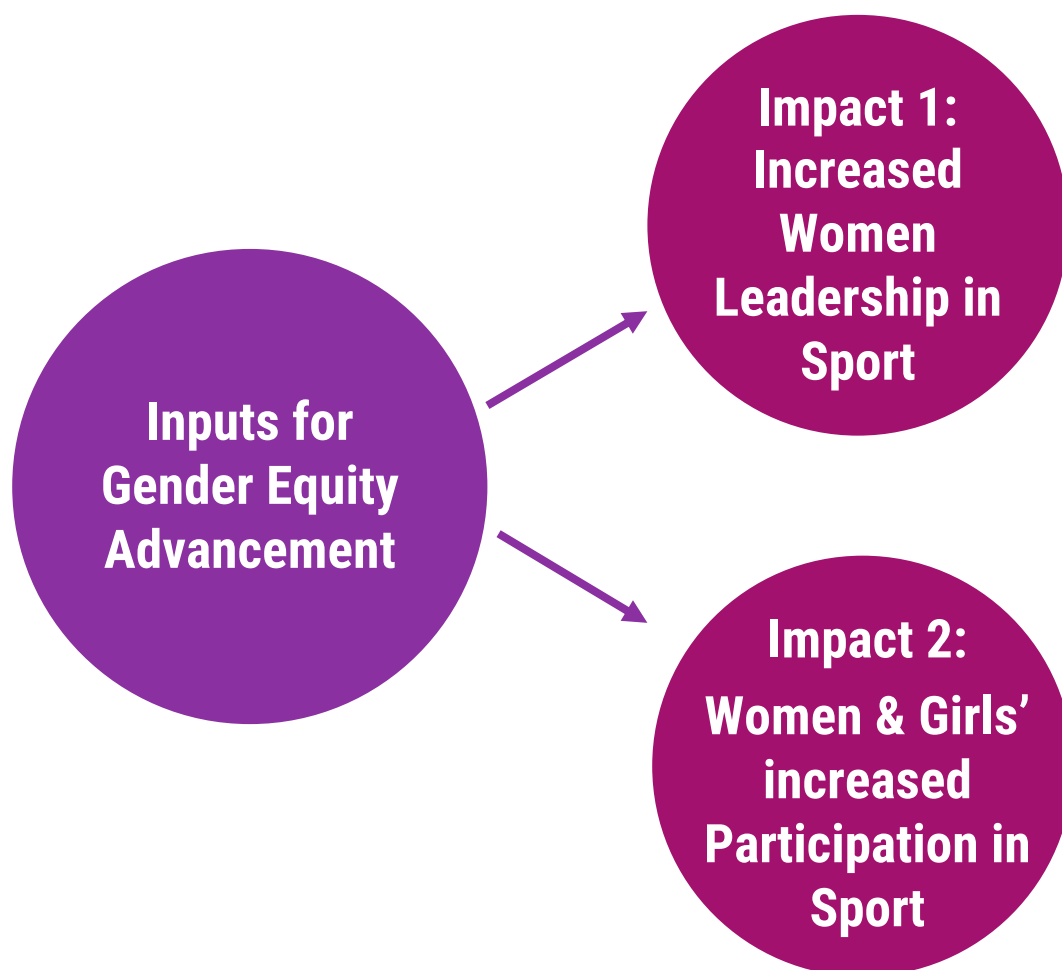 Impact 1:
Increased
Women
Leadership in
Sport
Inputs for
Gender Equity
Advancement
Impact 2:
Women & Girls’
increased
Participation in
Sport